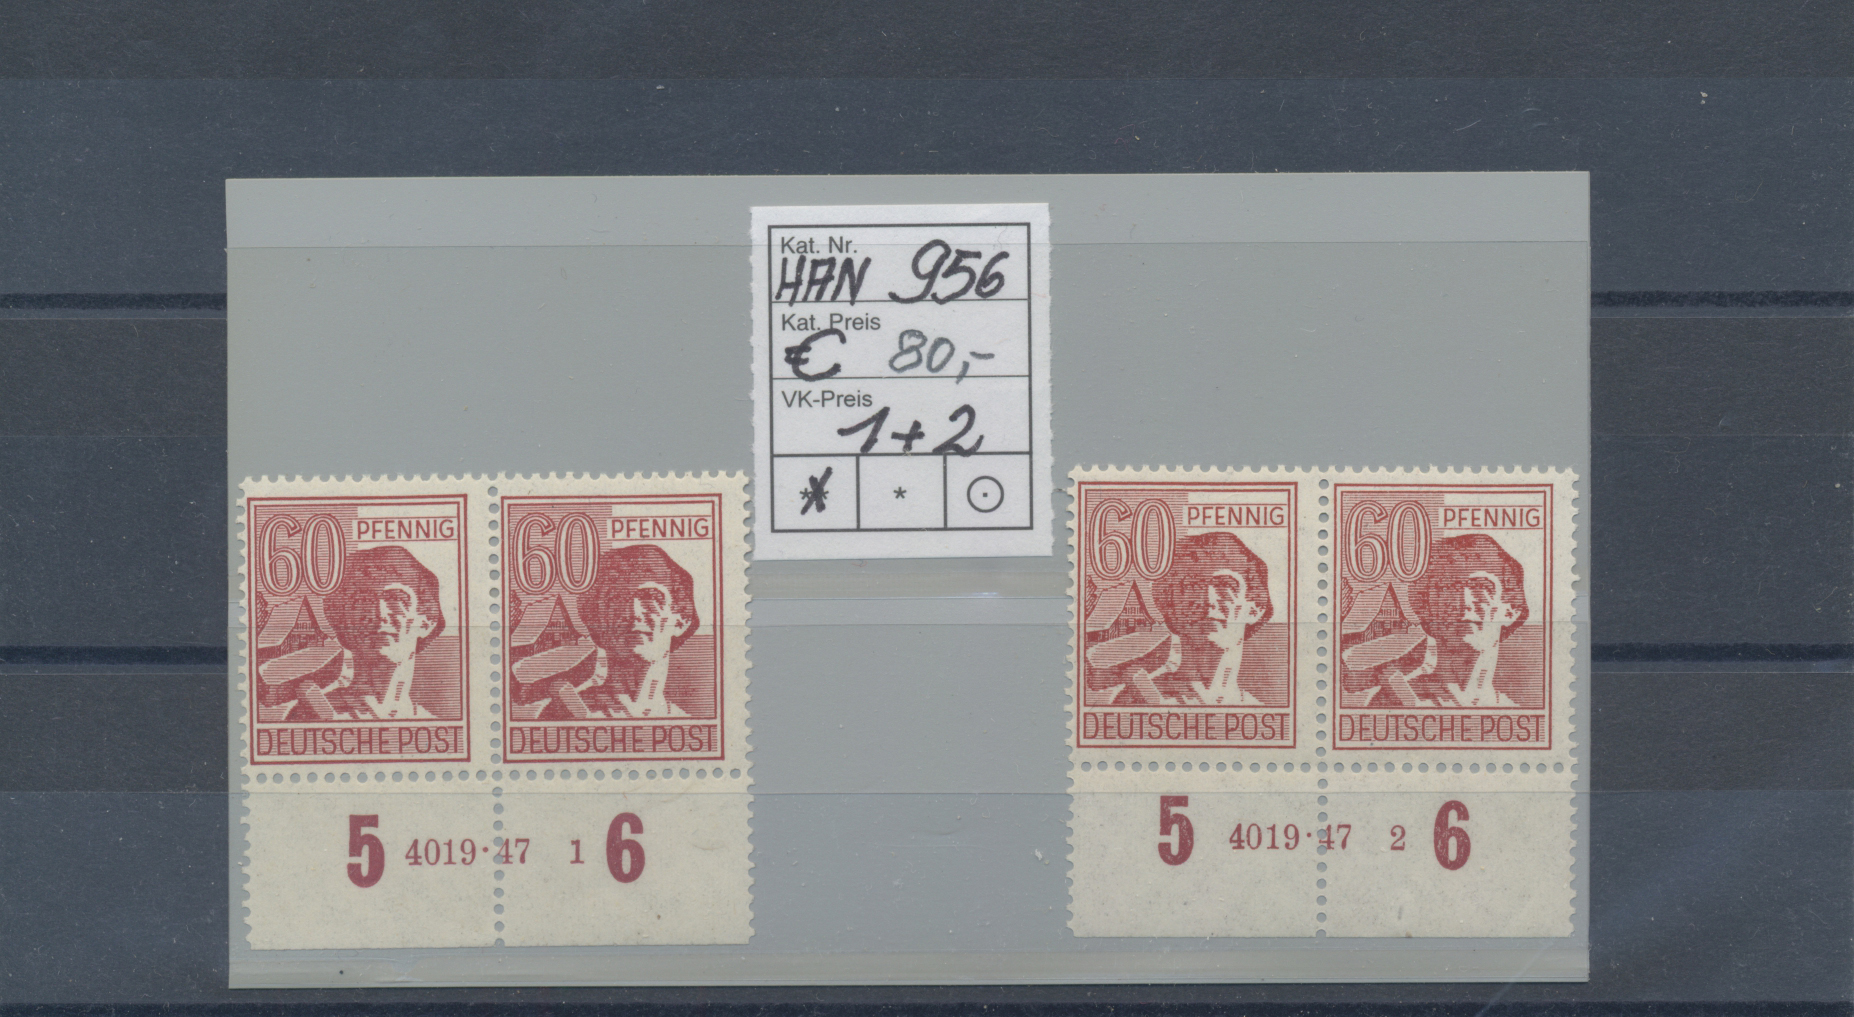 Kat. Nr.
HAN 956
Kat. Preis
€ 80,-
VK-Preis
1+2
** * ⊙
60 PFENNIG
DEUTSCHE POST
60 PFENNIG
DEUTSCHE POST
5 4019·47 1 6
60 PFENNIG
DEUTSCHE POST
60 PFENNIG
DEUTSCHE POST
5 4019·47 2 6